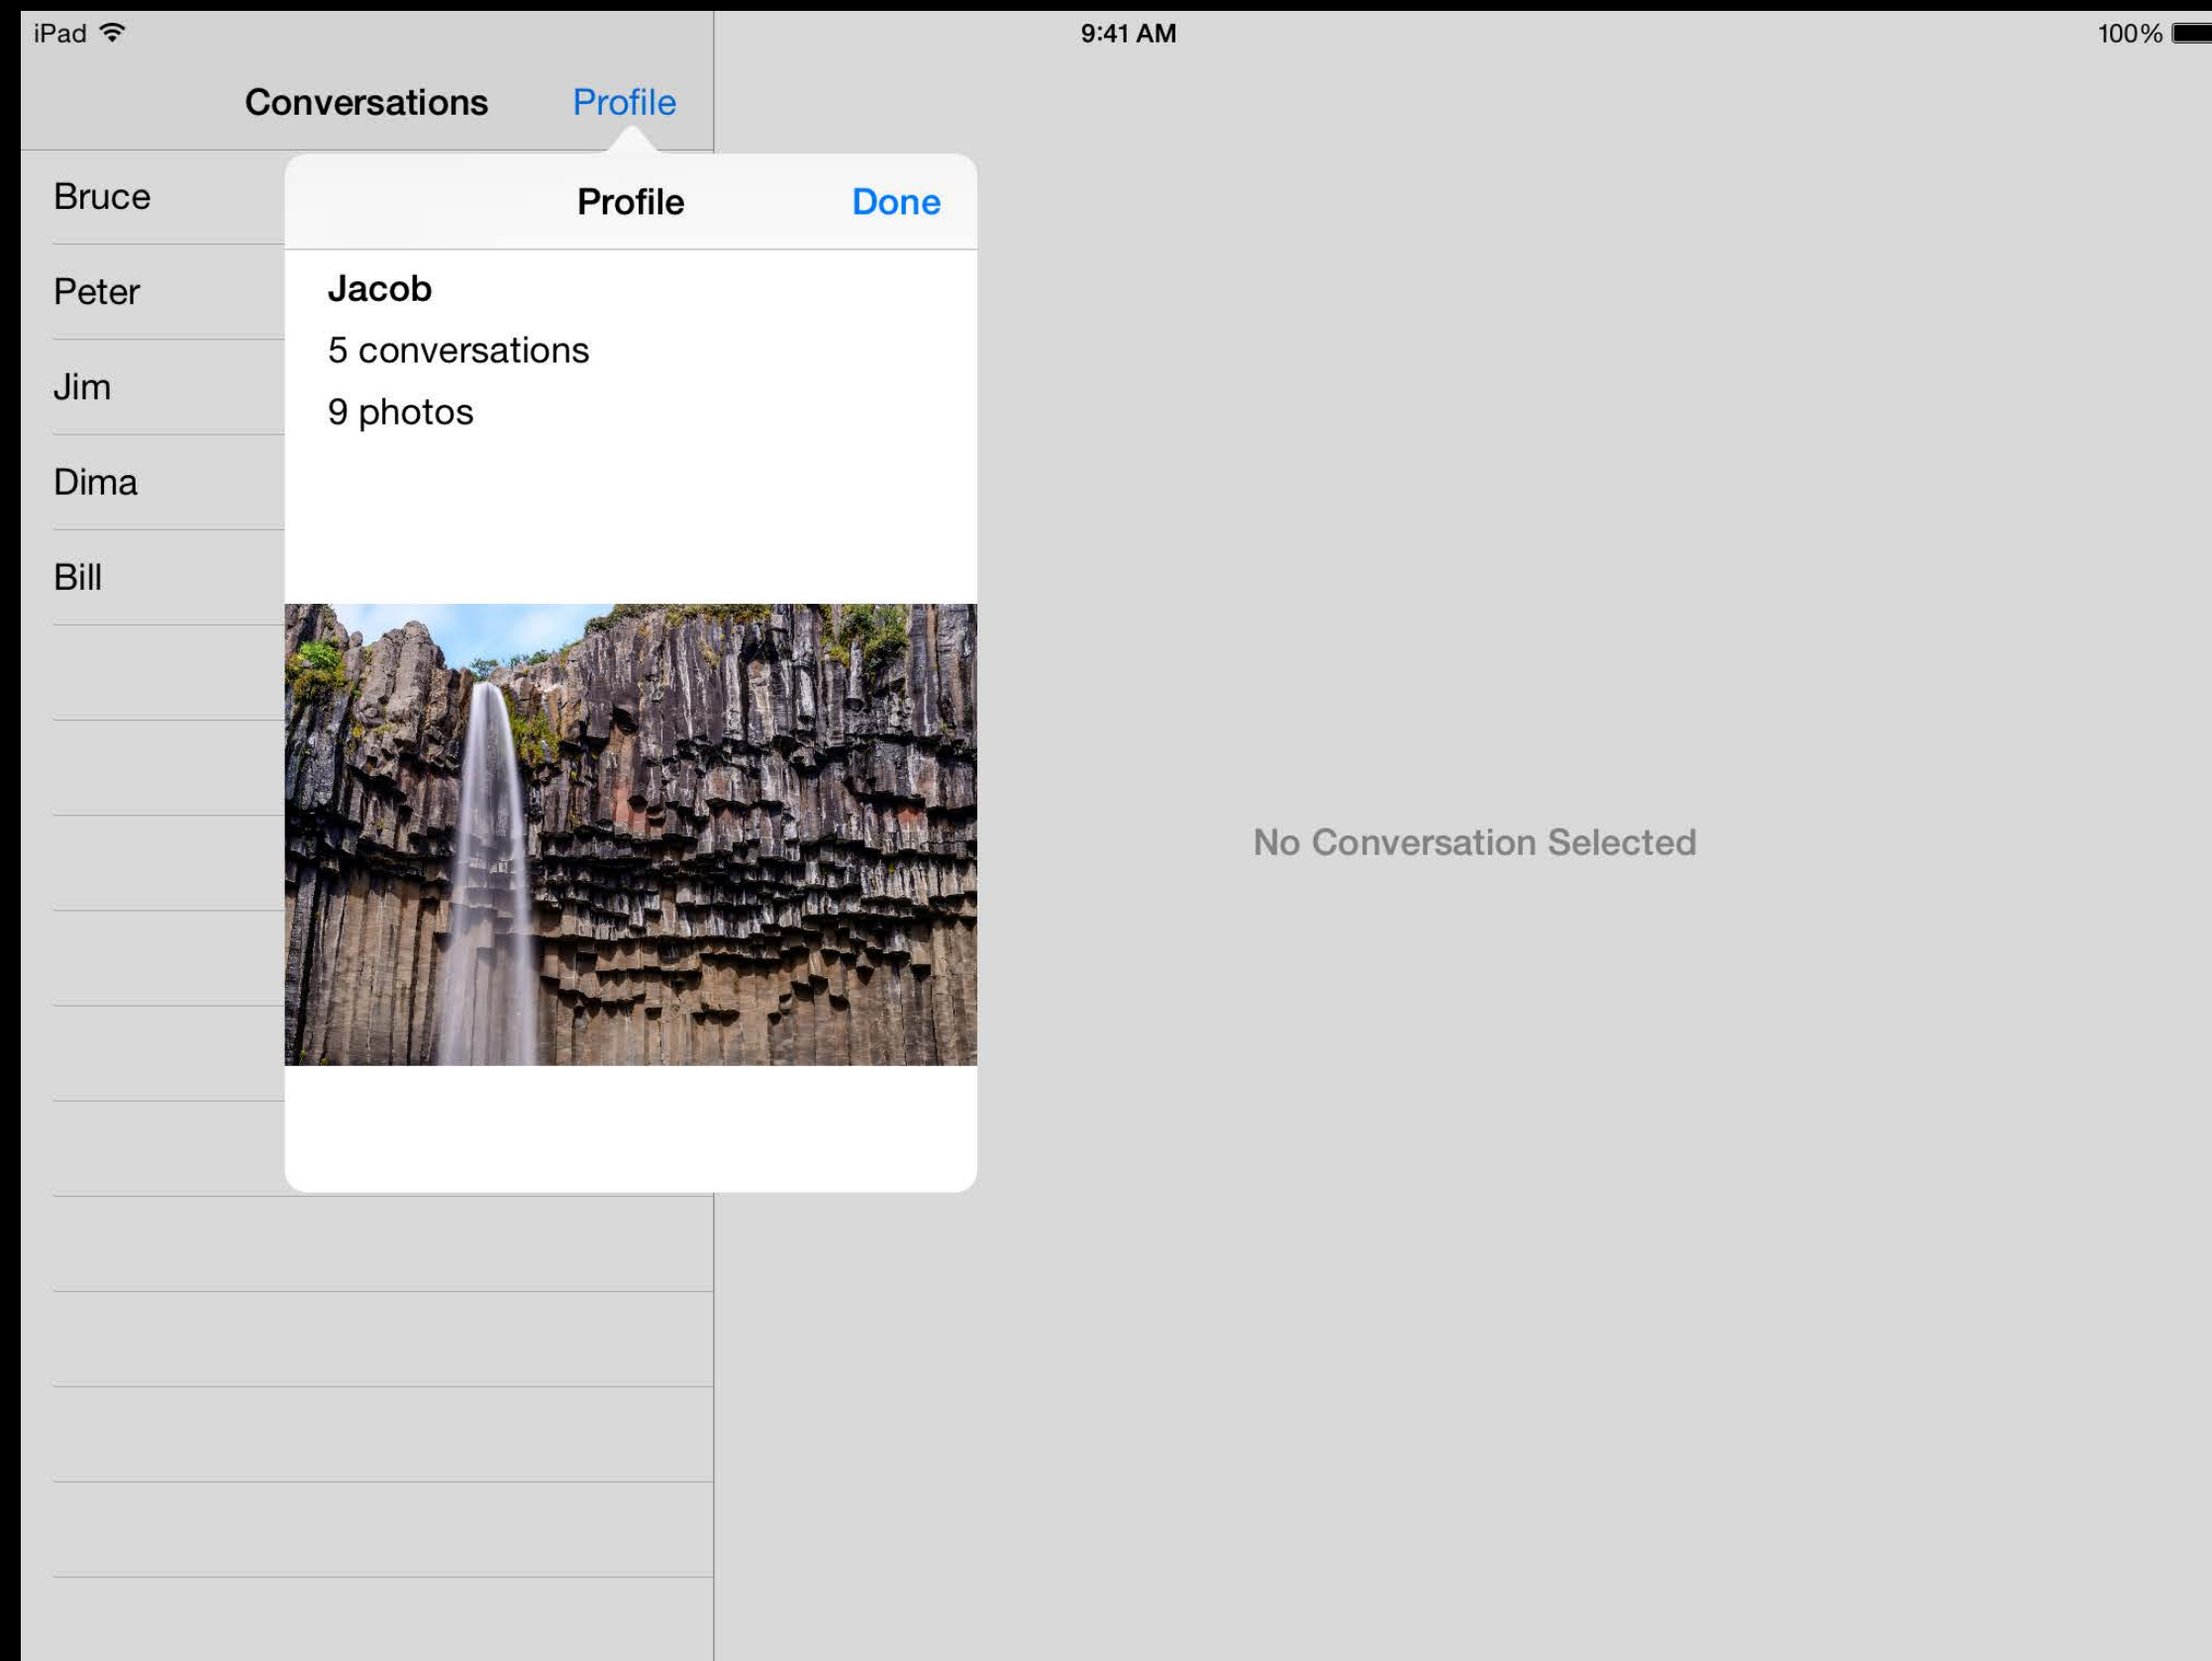 iPad 9:41 AM 100%
Conversations Profile
Bruce
Peter
Jim
Dima
Bill
Profile Done
Jacob
5 conversations
9 photos
No Conversation Selected